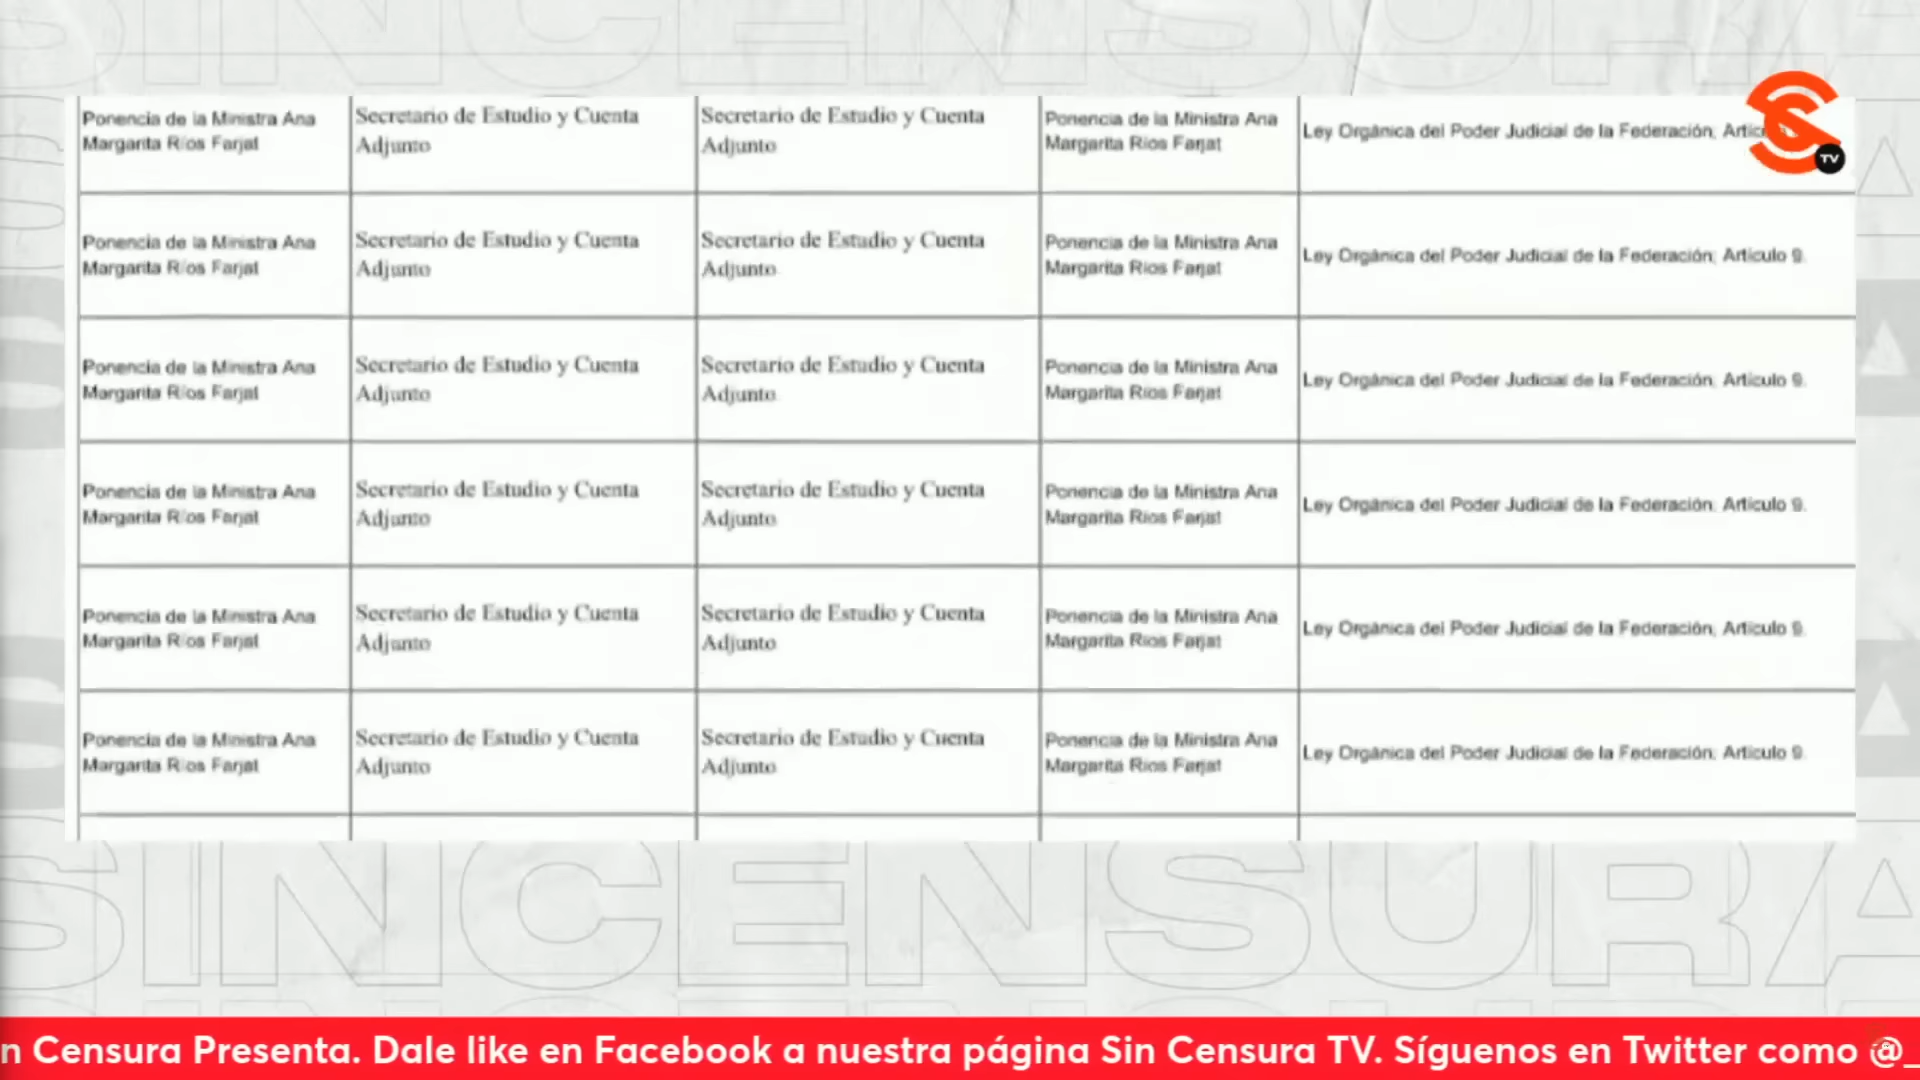 SINCENSURA
Ponencia de la Ministra Ana
Margarita Ríos Farjat
Secretario de Estudio y Cuenta
Adjunto
Secretario de Estudio y Cuenta
Adjunto
Ponencia de la Ministra Ana
Margarita Ríos Farjat
Ley Orgánica del Poder Judicial de la Federación;
TV
Ponencia de la Ministra Ana
Margarita Ríos Farjat
Secretario de Estudio y Cuenta
Adjunto
Secretario de Estudio y Cuenta
Adjunto
Ponencia de la Ministra Ana
Margarita Ríos Farjat
Ley Orgánica del Poder Judicial de la Federación; Artículo 9.
Ponencia de la Ministra Ana
Margarita Ríos Farjat
Secretario de Estudio y Cuenta
Adjunto
Secretario de Estudio y Cuenta
Adjunto
Ponencia de la Ministra Ana
Margarita Ríos Farjat
Ley Orgánica del Poder Judicial de la Federación; Artículo 9.
Ponencia de la Ministra Ana
Margarita Ríos Farjat
Secretario de Estudio y Cuenta
Adjunto
Secretario de Estudio y Cuenta
Adjunto
Ponencia de la Ministra Ana
Margarita Ríos Farjat
Ley Orgánica del Poder Judicial de la Federación; Artículo 9.
Ponencia de la Ministra Ana
Margarita Ríos Farjat
Secretario de Estudio y Cuenta
Adjunto
Secretario de Estudio y Cuenta
Adjunto
Ponencia de la Ministra Ana
Margarita Ríos Farjat
Ley Orgánica del Poder Judicial de la Federación; Artículo 9.
Ponencia de la Ministra Ana
Margarita Ríos Farjat
Secretario de Estudio y Cuenta
Adjunto
Secretario de Estudio y Cuenta
Adjunto
Ponencia de la Ministra Ana
Margarita Ríos Farjat
Ley Orgánica del Poder Judicial de la Federación; Artículo 9.
SINCENSURA
n Censura Presenta. Dale like en Facebook a nuestra página Sin Censura TV. Síguenos en Twitter como @_